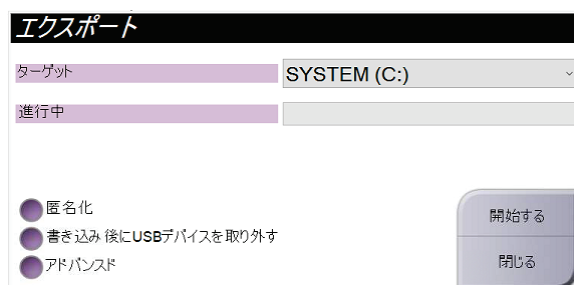 エクスポート
ターゲット
SYSTEM (C:)
進行中
匿名化
書き込み後にUSBデバイスを取り外す
アドバンスド
開始する
閉じる